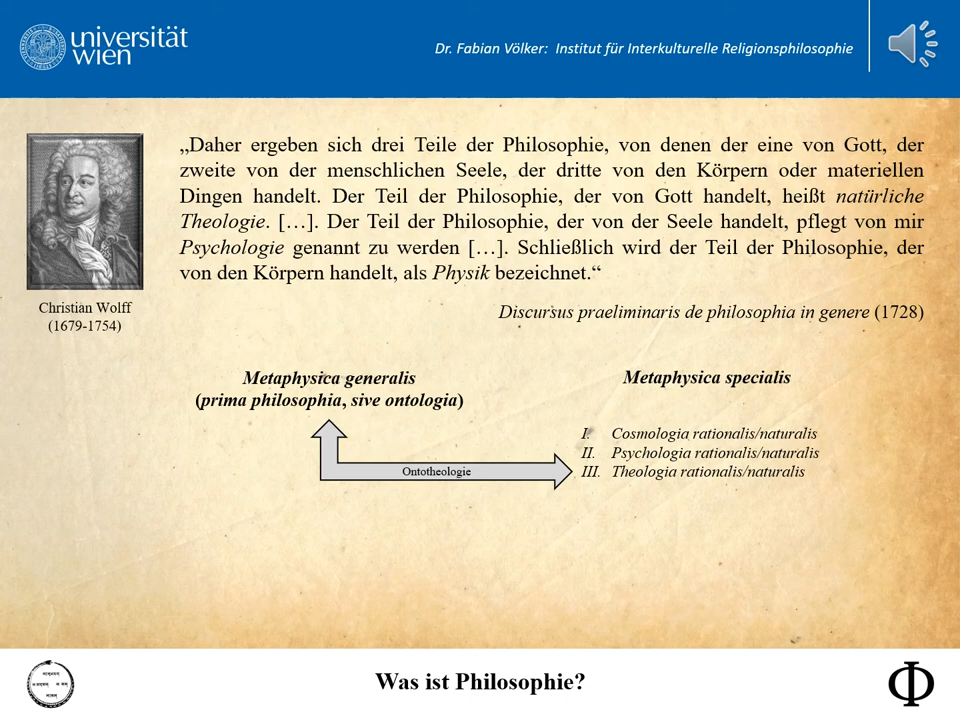 universität
wien
Dr. Fabian Völker: Institut für Interkulturelle Religionsphilosophie
„Daher ergeben sich drei Teile der Philosophie, von denen der eine von Gott, der
zweite von der menschlichen Seele, der dritte von den Körpern oder materiellen
Dingen handelt. Der Teil der Philosophie, der von Gott handelt, heißt natürliche
Theologie. […]. Der Teil der Philosophie, der von der Seele handelt, pflegt von mir
Psychologie genannt zu werden […]. Schließlich wird der Teil der Philosophie, der
von den Körpern handelt, als Physik bezeichnet.“
Christian Wolff
(1679-1754)
Discursus praeliminaris de philosophia in genere (1728)
Metaphysica generalis
(prima philosophia, sive ontologia)
Metaphysica specialis
I. Cosmologia rationalis/naturalis
II. Psychologia rationalis/naturalis
III. Theologia rationalis/naturalis
Ontotheologie
Was ist Philosophie?
Φ